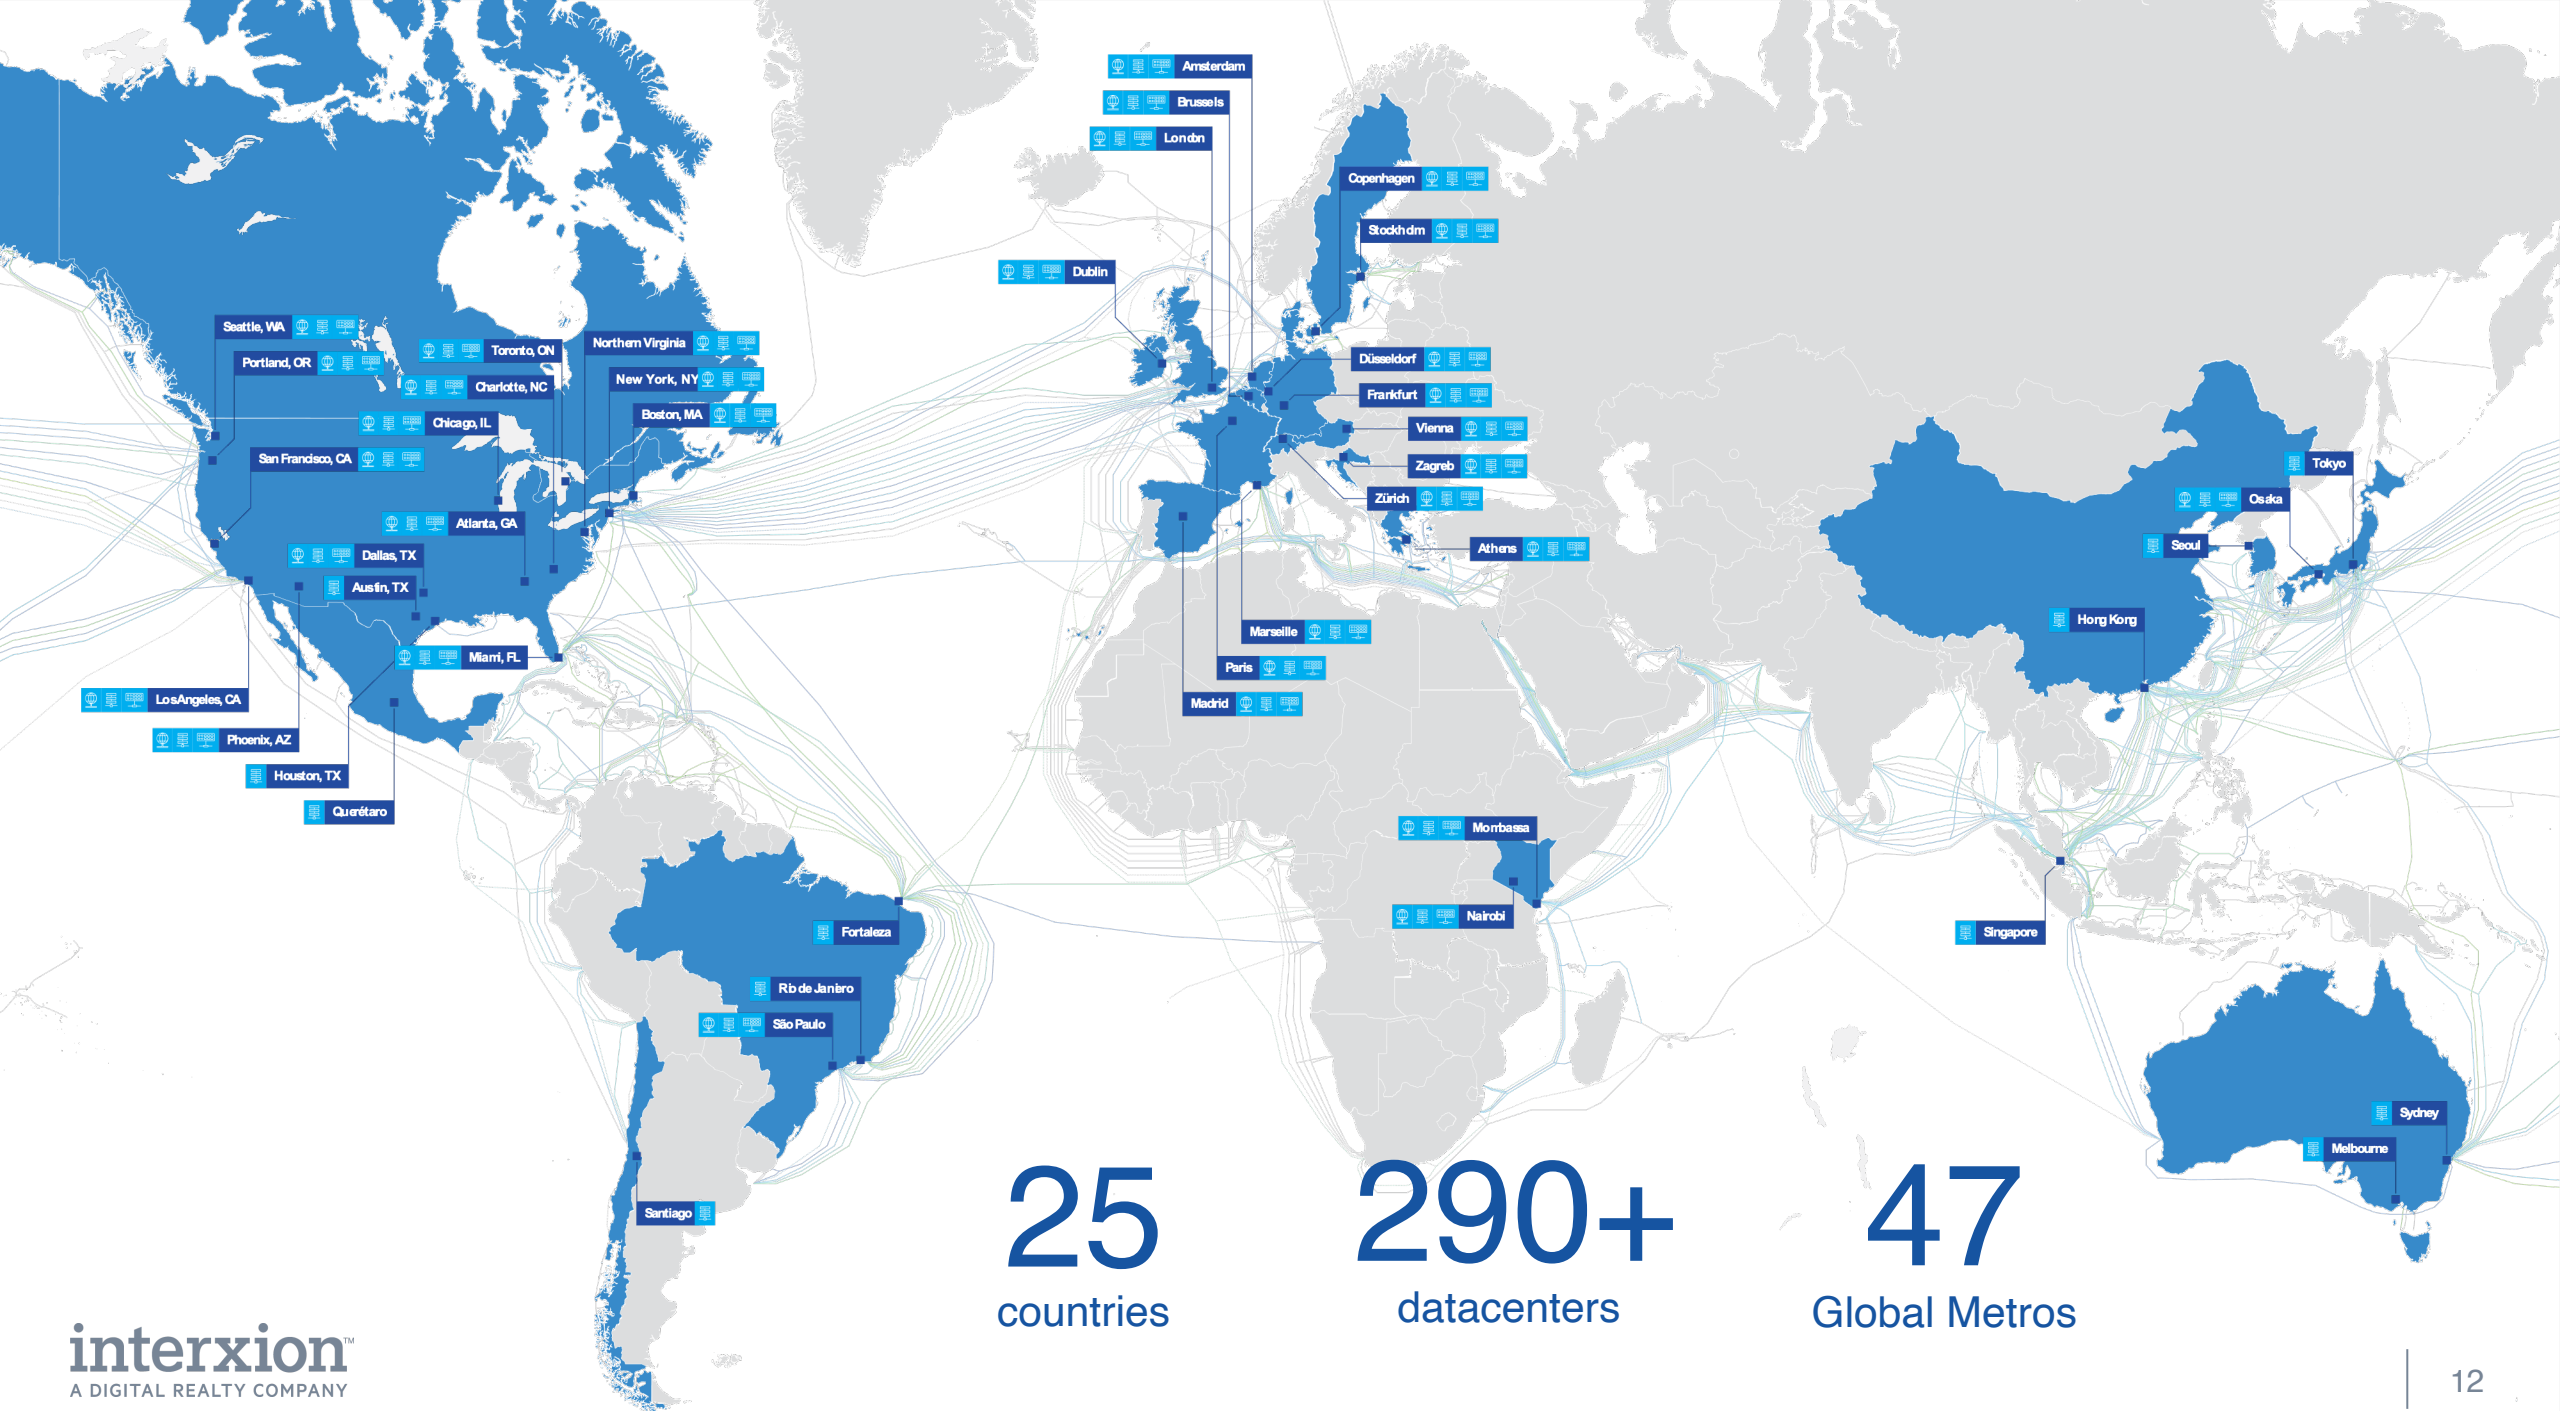 Amsterdam
Brussels
London
Copenhagen
Stockholm
Dublin
Seattle, WA
Portland, OR
Toronto, ON
Northern Virginia
Charlotte, NC
New York, NY
Boston, MA
Chicago, IL
San Francisco, CA
Atlanta, GA
Dallas, TX
Austin, TX
Miami, FL
Los Angeles, CA
Phoenix, AZ
Houston, TX
Querétaro
Düsseldorf
Frankfurt
Vienna
Zagreb
Zürich
Athens
Marseille
Paris
Madrid
Tokyo
Osaka
Seoul
Hong Kong
Mombassa
Nairobi
Singapore
Fortaleza
Rio de Janiero
São Paulo
Santiago
Sydney
Melbourne
25
countries
290+
datacenters
47
Global Metros
interxion™
A DIGITAL REALTY COMPANY
12